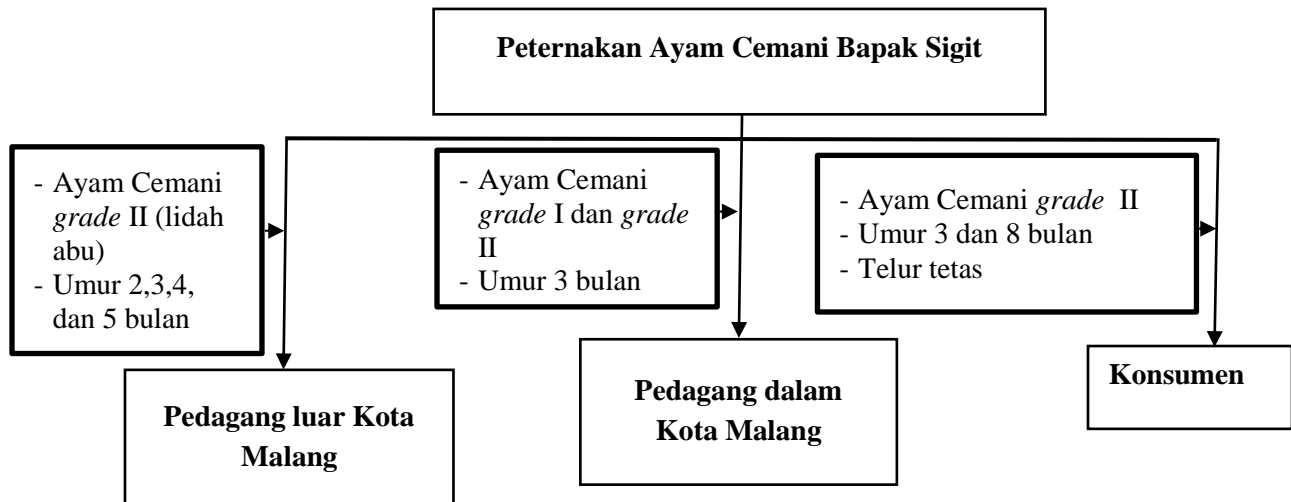 Peternakan Ayam Cemani Bapak Sigit
- Ayam Cemani
grade II (lidah
abu)
- Umur 2,3,4,
dan 5 bulan
- Ayam Cemani
grade I dan grade
II
- Umur 3 bulan
- Ayam Cemani grade II
- Umur 3 dan 8 bulan
- Telur tetas
Pedagang luar Kota
Malang
Pedagang dalam
Kota Malang
Konsumen